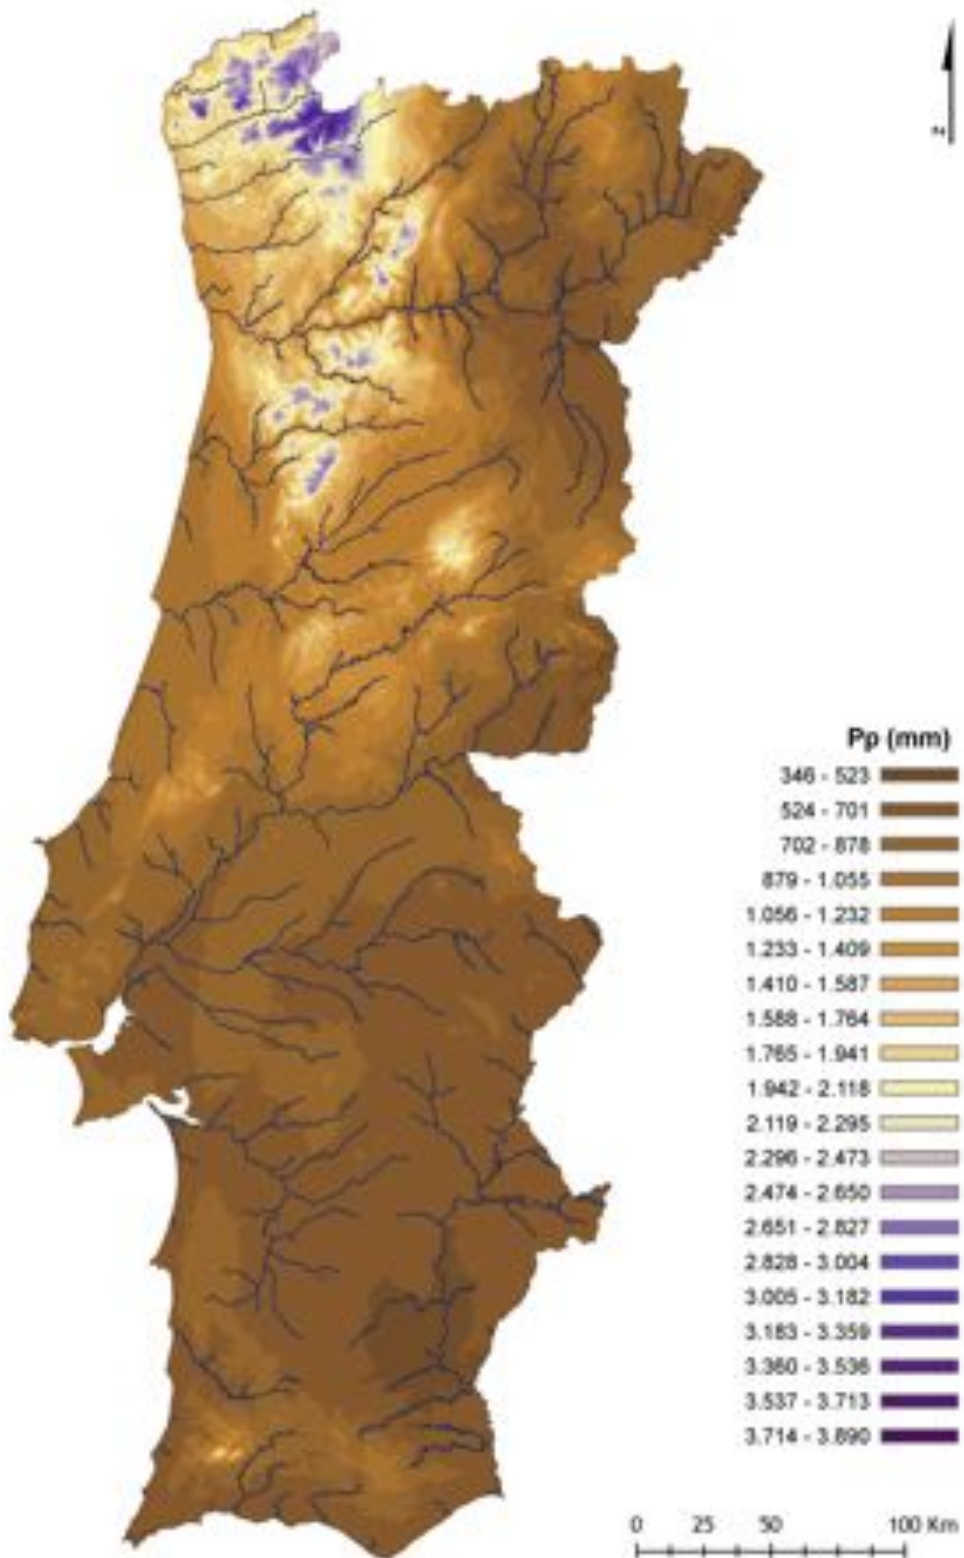 N
Pp (mm)
346 - 523
524 - 701
702 - 878
879 - 1.055
1.056 - 1.232
1.233 - 1.409
1.410 - 1.587
1.588 - 1.764
1.765 - 1.941
1.942 - 2.118
2.119 - 2.295
2.296 - 2.473
2.474 - 2.650
2.651 - 2.827
2.828 - 3.004
3.005 - 3.182
3.183 - 3.359
3.360 - 3.536
3.537 - 3.713
3.714 - 3.890
0 25 50 100 Km